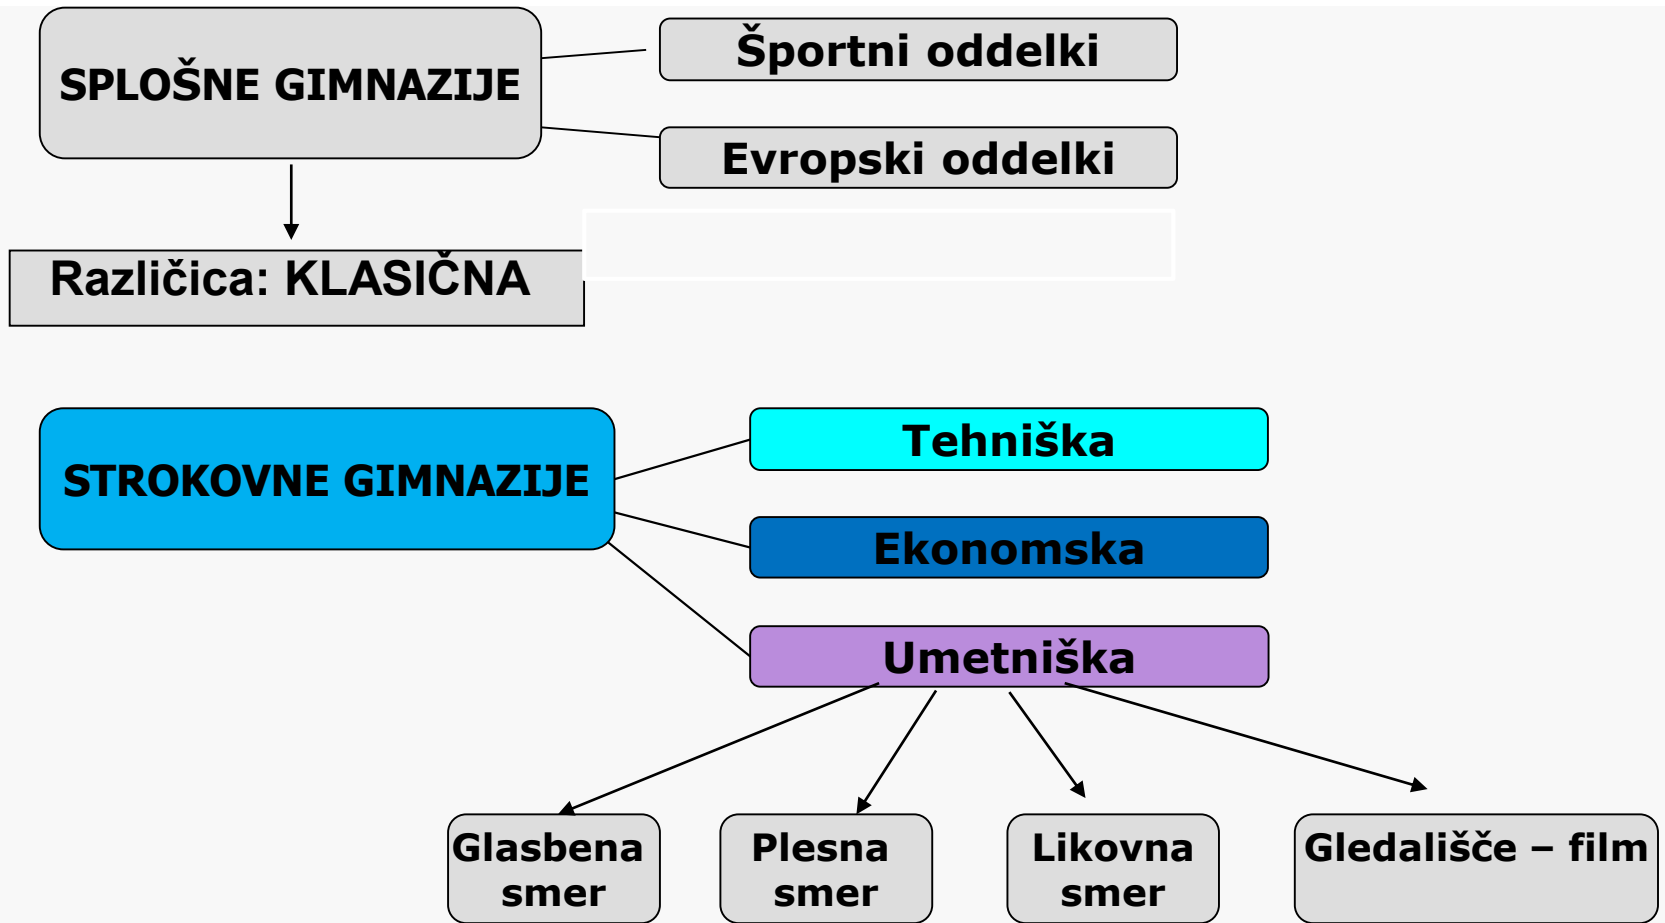 SPLOŠNE GIMNAZIJE
Športni oddelki
Evropski oddelki
Različica: KLASIČNA
STROKOVNE GIMNAZIJE
Tehniška
Ekonomska
Umetniška
Glasbena
smer
Plesna
smer
Likovna
smer
Gledališče – film